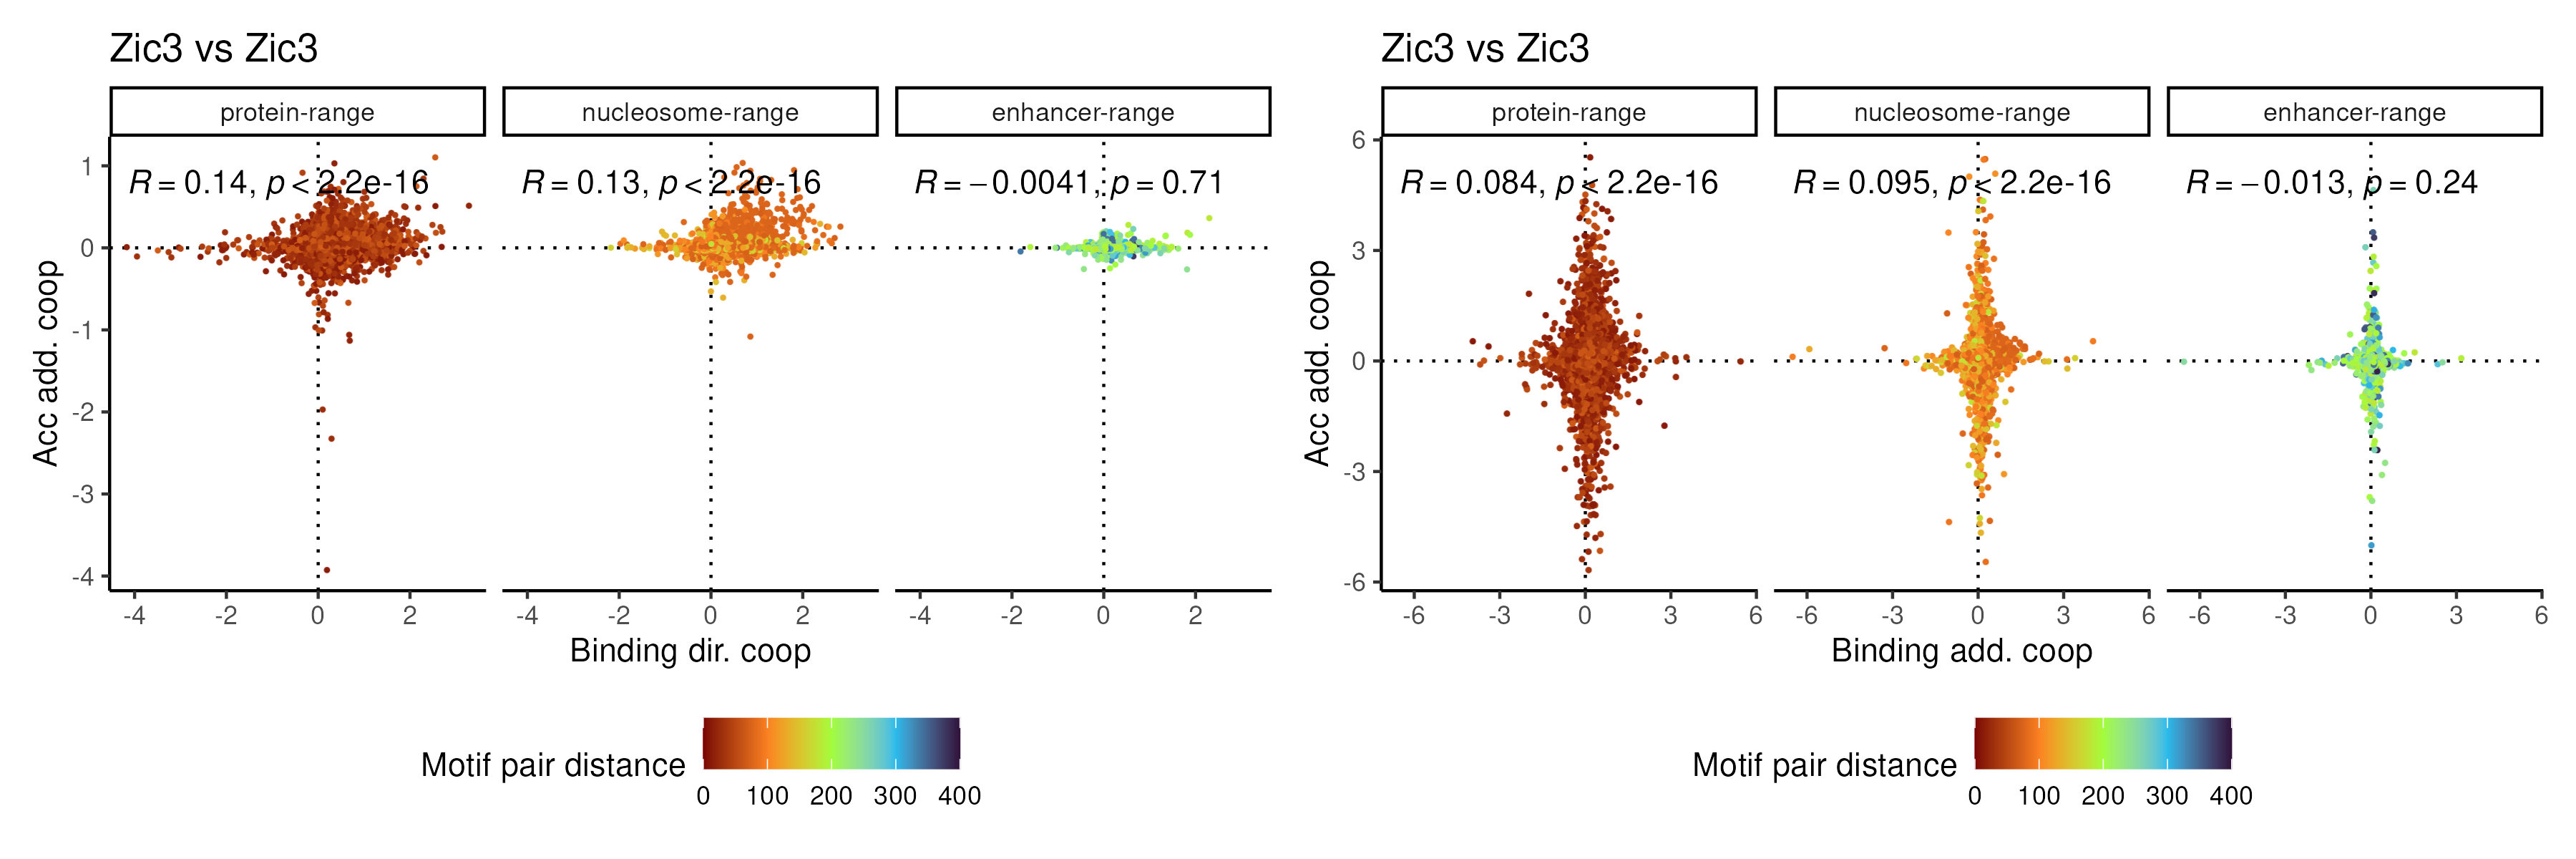 Zic3 vs Zic3
protein-range nucleosome-range enhancer-range
R = 0.14, p < 2.2e-16
R = 0.13, p < 2.2e-16
R = −0.0041, p = 0.71
1
0
-1
-2
-3
-4
Acc add. coop
-4 -2 0 2
-4 -2 0 2
-4 -2 0 2
Binding dir. coop
Motif pair distance
0 100 200 300 400
Zic3 vs Zic3
protein-range nucleosome-range enhancer-range
R = 0.084, p < 2.2e-16
R = 0.095, p < 2.2e-16
R = −0.013, p = 0.24
6
3
0
-3
-6
Acc add. coop
-6 -3 0 3 6
-6 -3 0 3 6
-6 -3 0 3 6
Binding add. coop
Motif pair distance
0 100 200 300 400